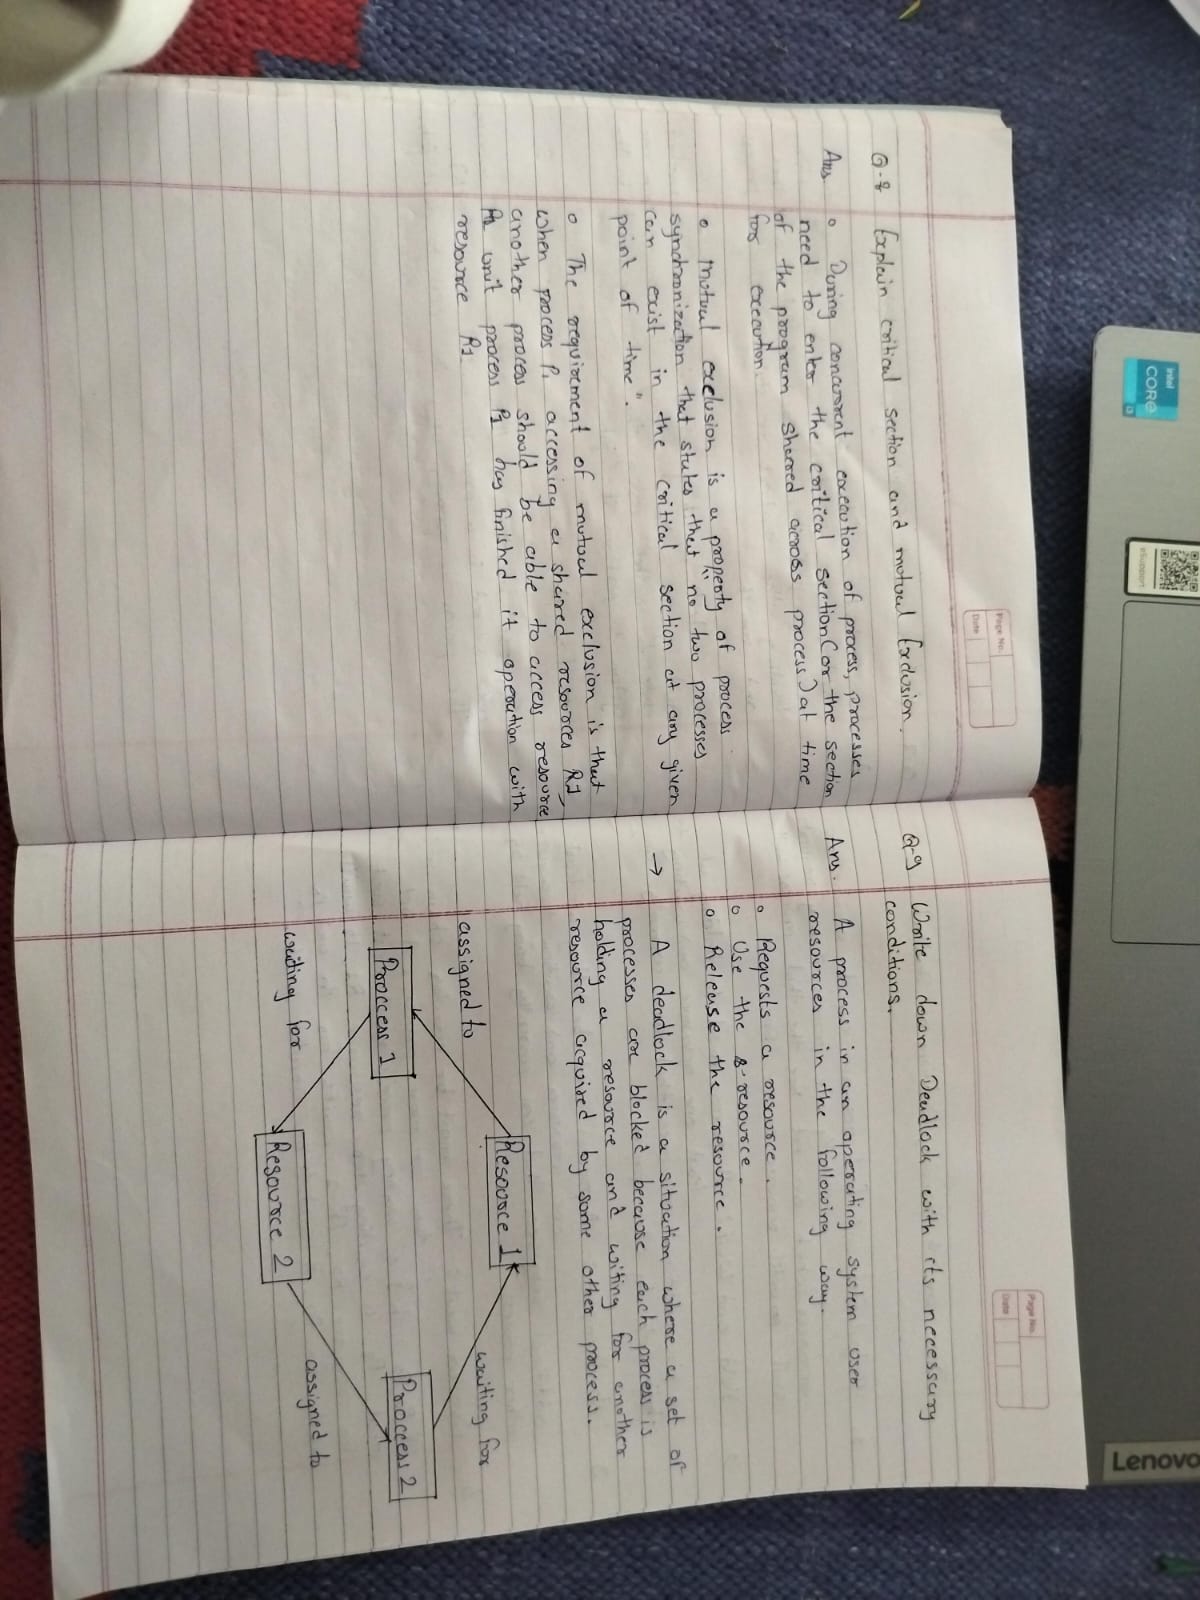 intel
CORE
i3
eSupport
Lenovo
Page No.
Date
Q-8 Explain critical section and mutual Exclusion.
Ans o During concurrent execution of process, processes
need to enter the critical section (or the section
of the program shared across process) at time
for execution.
o Mutual exclusion is a property of process
synchronization that states that "no two processes
can exist in the critical section at any given
point of time".
o The requirement of mutual exclusion is that
when process P1 accessing a shared resources R1,
another process should be able to access resource
R1 unit process P1 has finished it operation with
resource R1
Page No.
Date
Q-9 Write down Deadlock with its necessary
conditions.
Ans. A process in an operating system user
resources in the following way.
o Requests a resource.
o Use the resource.
o Release the resource.
→ A deadlock is a situation where a set of
processes are blocked because each process is
holding a resource and witing for another
resource acquired by some other process.
Resource 1
assigned to
waiting for
Proccess 1
Proccess 2
waiting for
assigned to
Resource 2